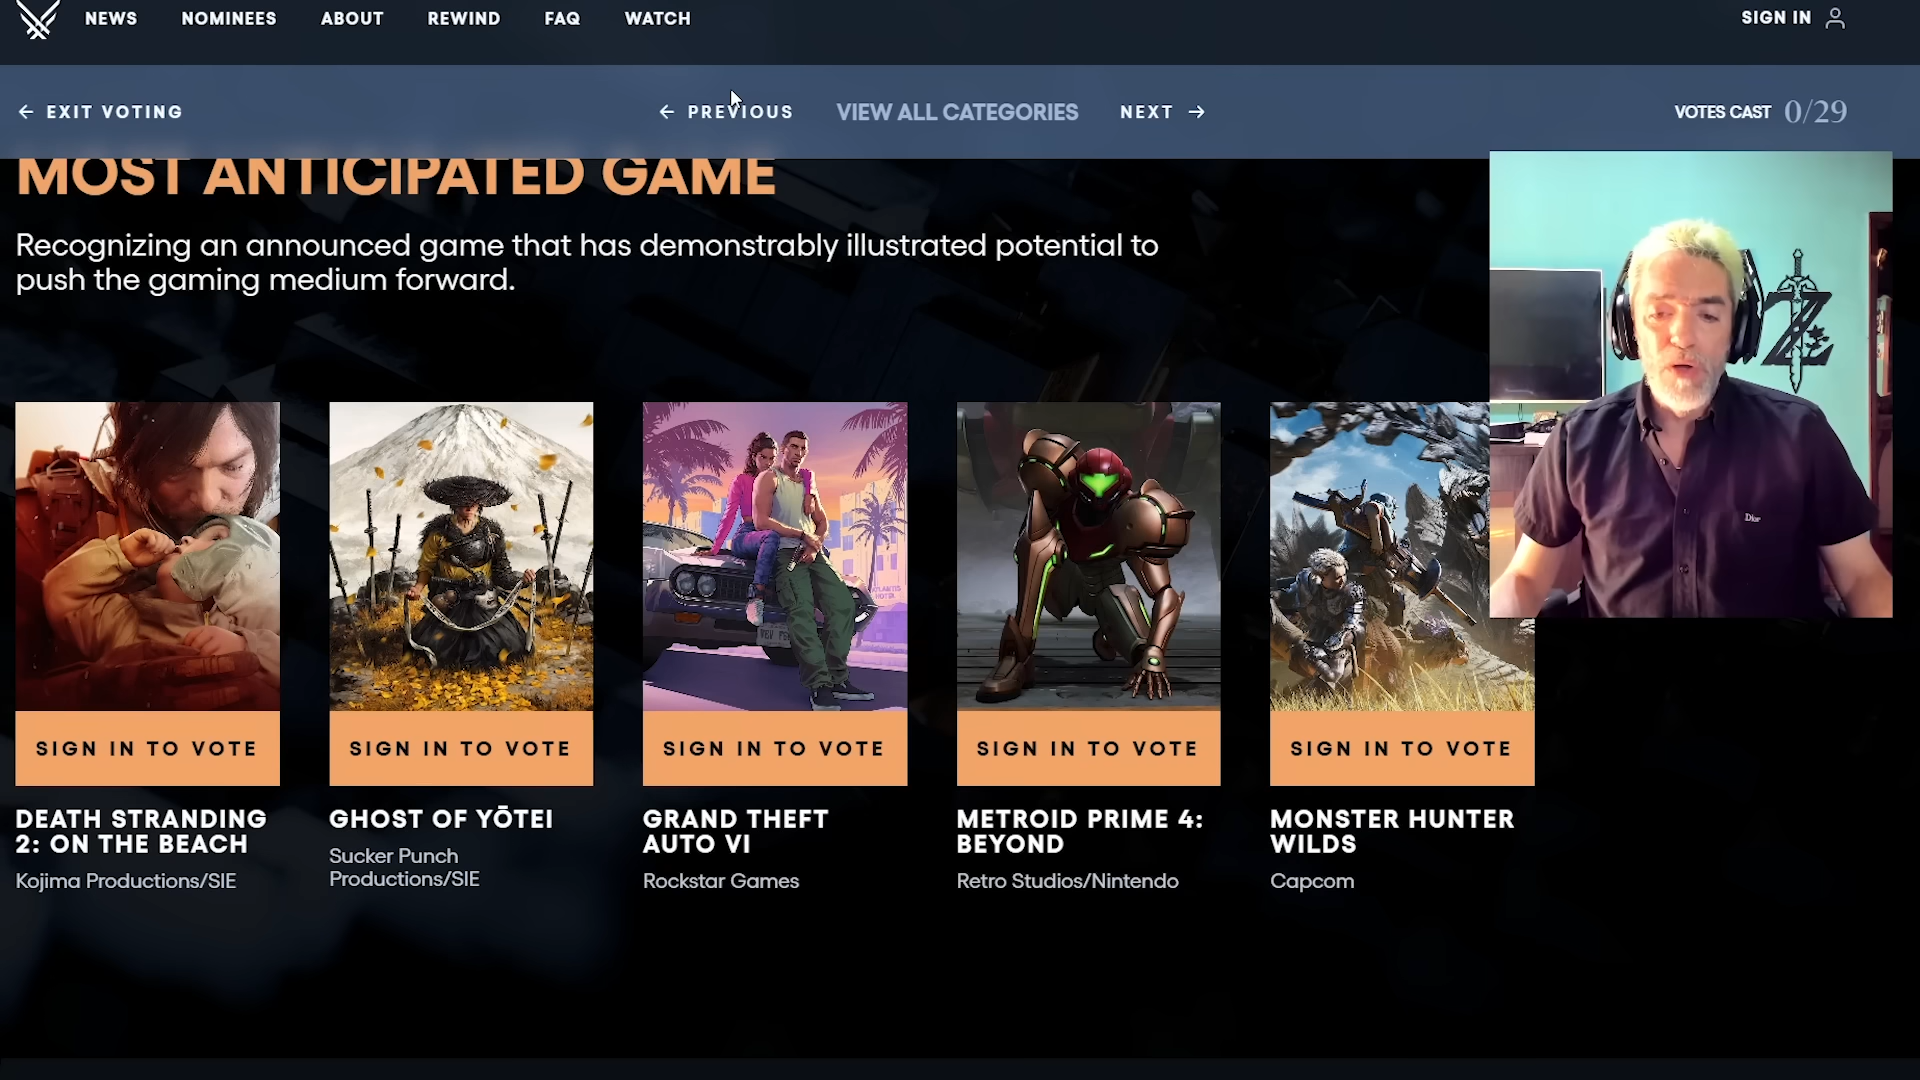 NEWS NOMINEES ABOUT REWIND FAQ WATCH SIGN IN
← EXIT VOTING ← PREVIOUS VIEW ALL CATEGORIES NEXT → VOTES CAST 0/29
MOST ANTICIPATED GAME
Recognizing an announced game that has demonstrably illustrated potential to
push the gaming medium forward.
Dior
SIGN IN TO VOTE SIGN IN TO VOTE SIGN IN TO VOTE SIGN IN TO VOTE SIGN IN TO VOTE
DEATH STRANDING
2: ON THE BEACH
Kojima Productions/SIE
GHOST OF YŌTEI
Sucker Punch
Productions/SIE
GRAND THEFT
AUTO VI
Rockstar Games
METROID PRIME 4:
BEYOND
Retro Studios/Nintendo
MONSTER HUNTER
WILDS
Capcom